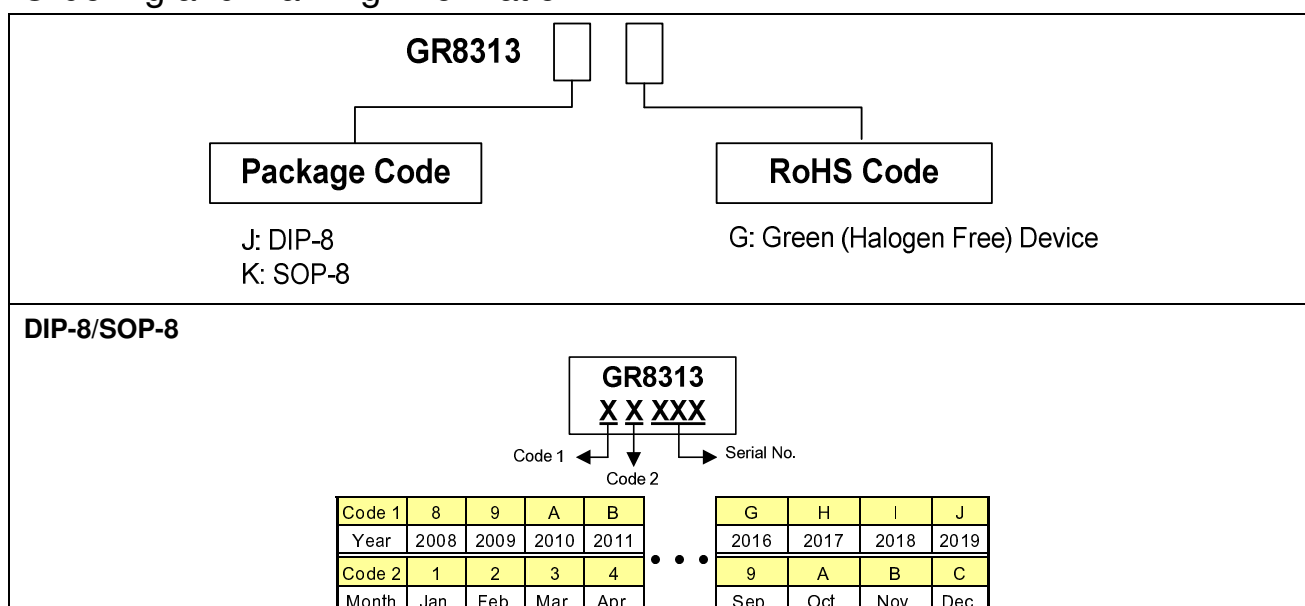 GR8313
Package Code
RoHS Code
J: DIP-8
K: SOP-8
G: Green (Halogen Free) Device
DIP-8/SOP-8
GR8313
X X XXX
Code 1
Serial No.
Code 2
Code 1 8 9 A B G H I J
Year 2008 2009 2010 2011 2016 2017 2018 2019
Code 2 1 2 3 4 9 A B C
Month Jan Feb Mar Apr Sep Oct Nov Dec